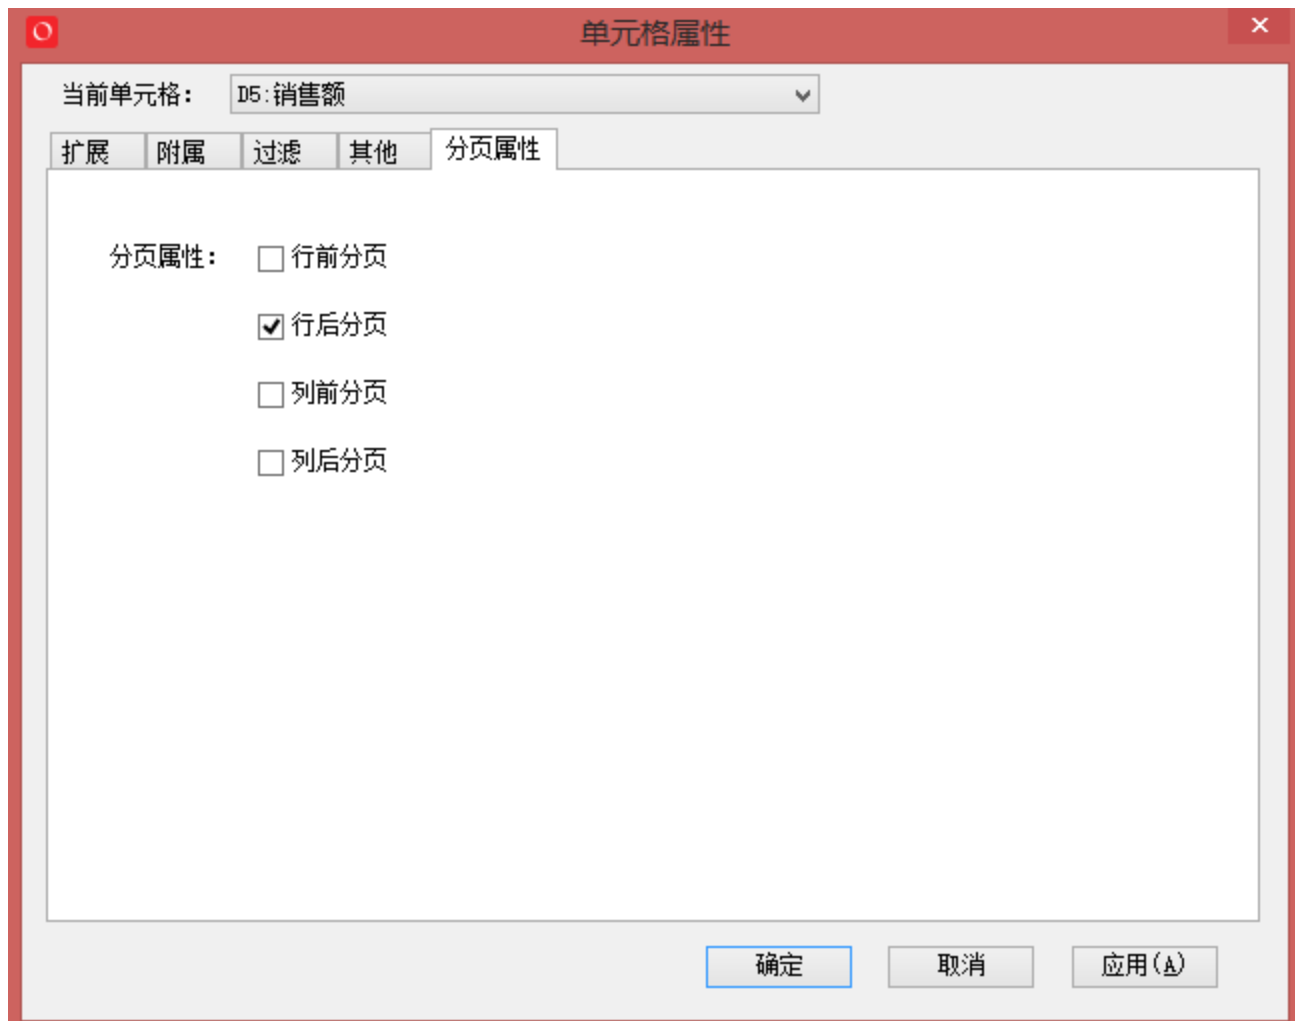 单元格属性
当前单元格： D5:销售额
扩展 附属 过滤 其他 分页属性
分页属性： 行前分页
行后分页
列前分页
列后分页
确定 取消 应用(A)